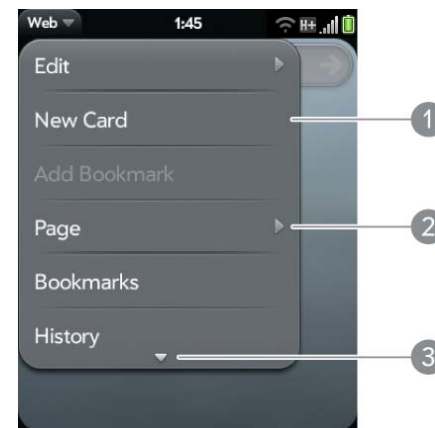 Web 1:45 H+
Edit
New Card
1
Add Bookmark
Page
2
Bookmarks
History
3